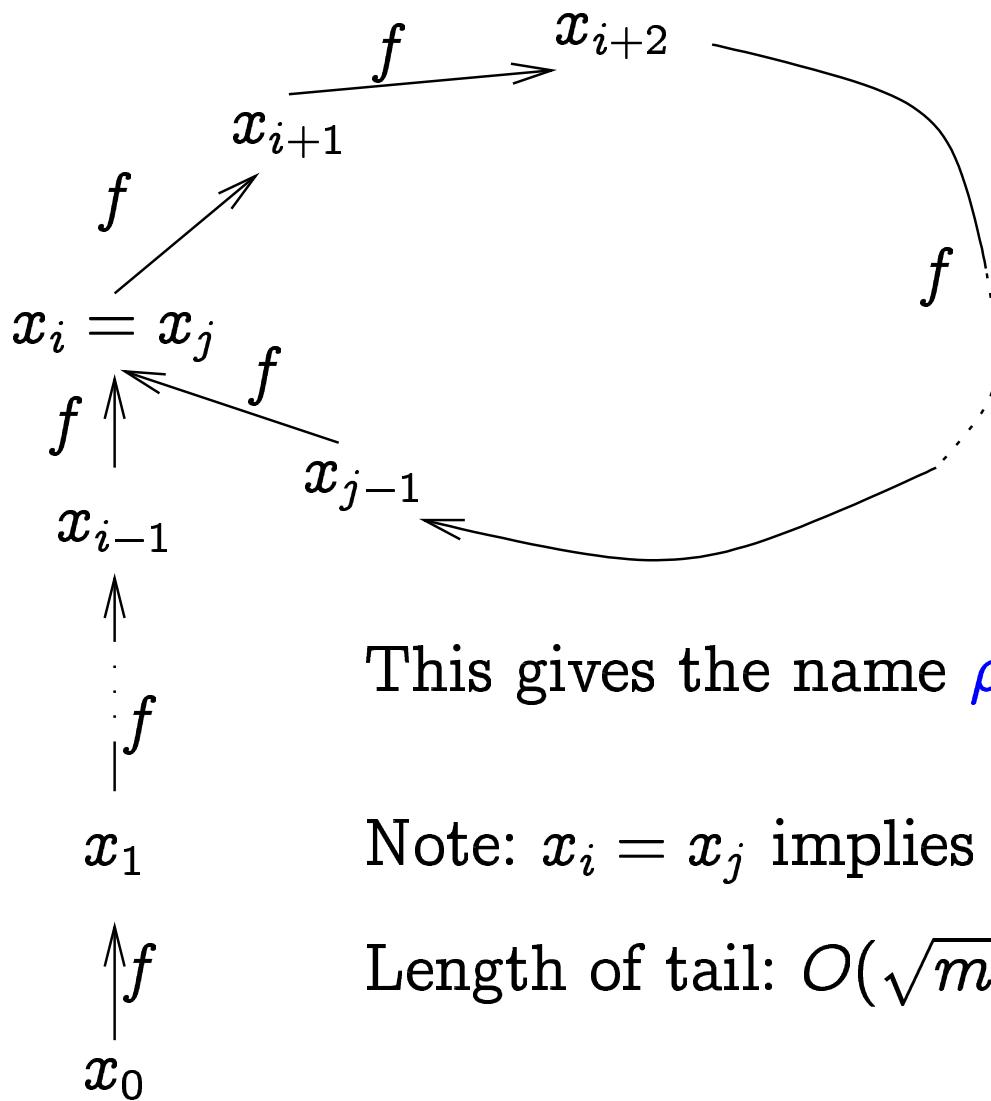 f
x_{i+2}
x_{i+1}
f
f
x_i = x_j
f
f
x_{j−1}
x_{i−1}
This gives the name ρ
f
Note: x_i = x_j implies
x_1
Length of tail: O(√m
f
x_0